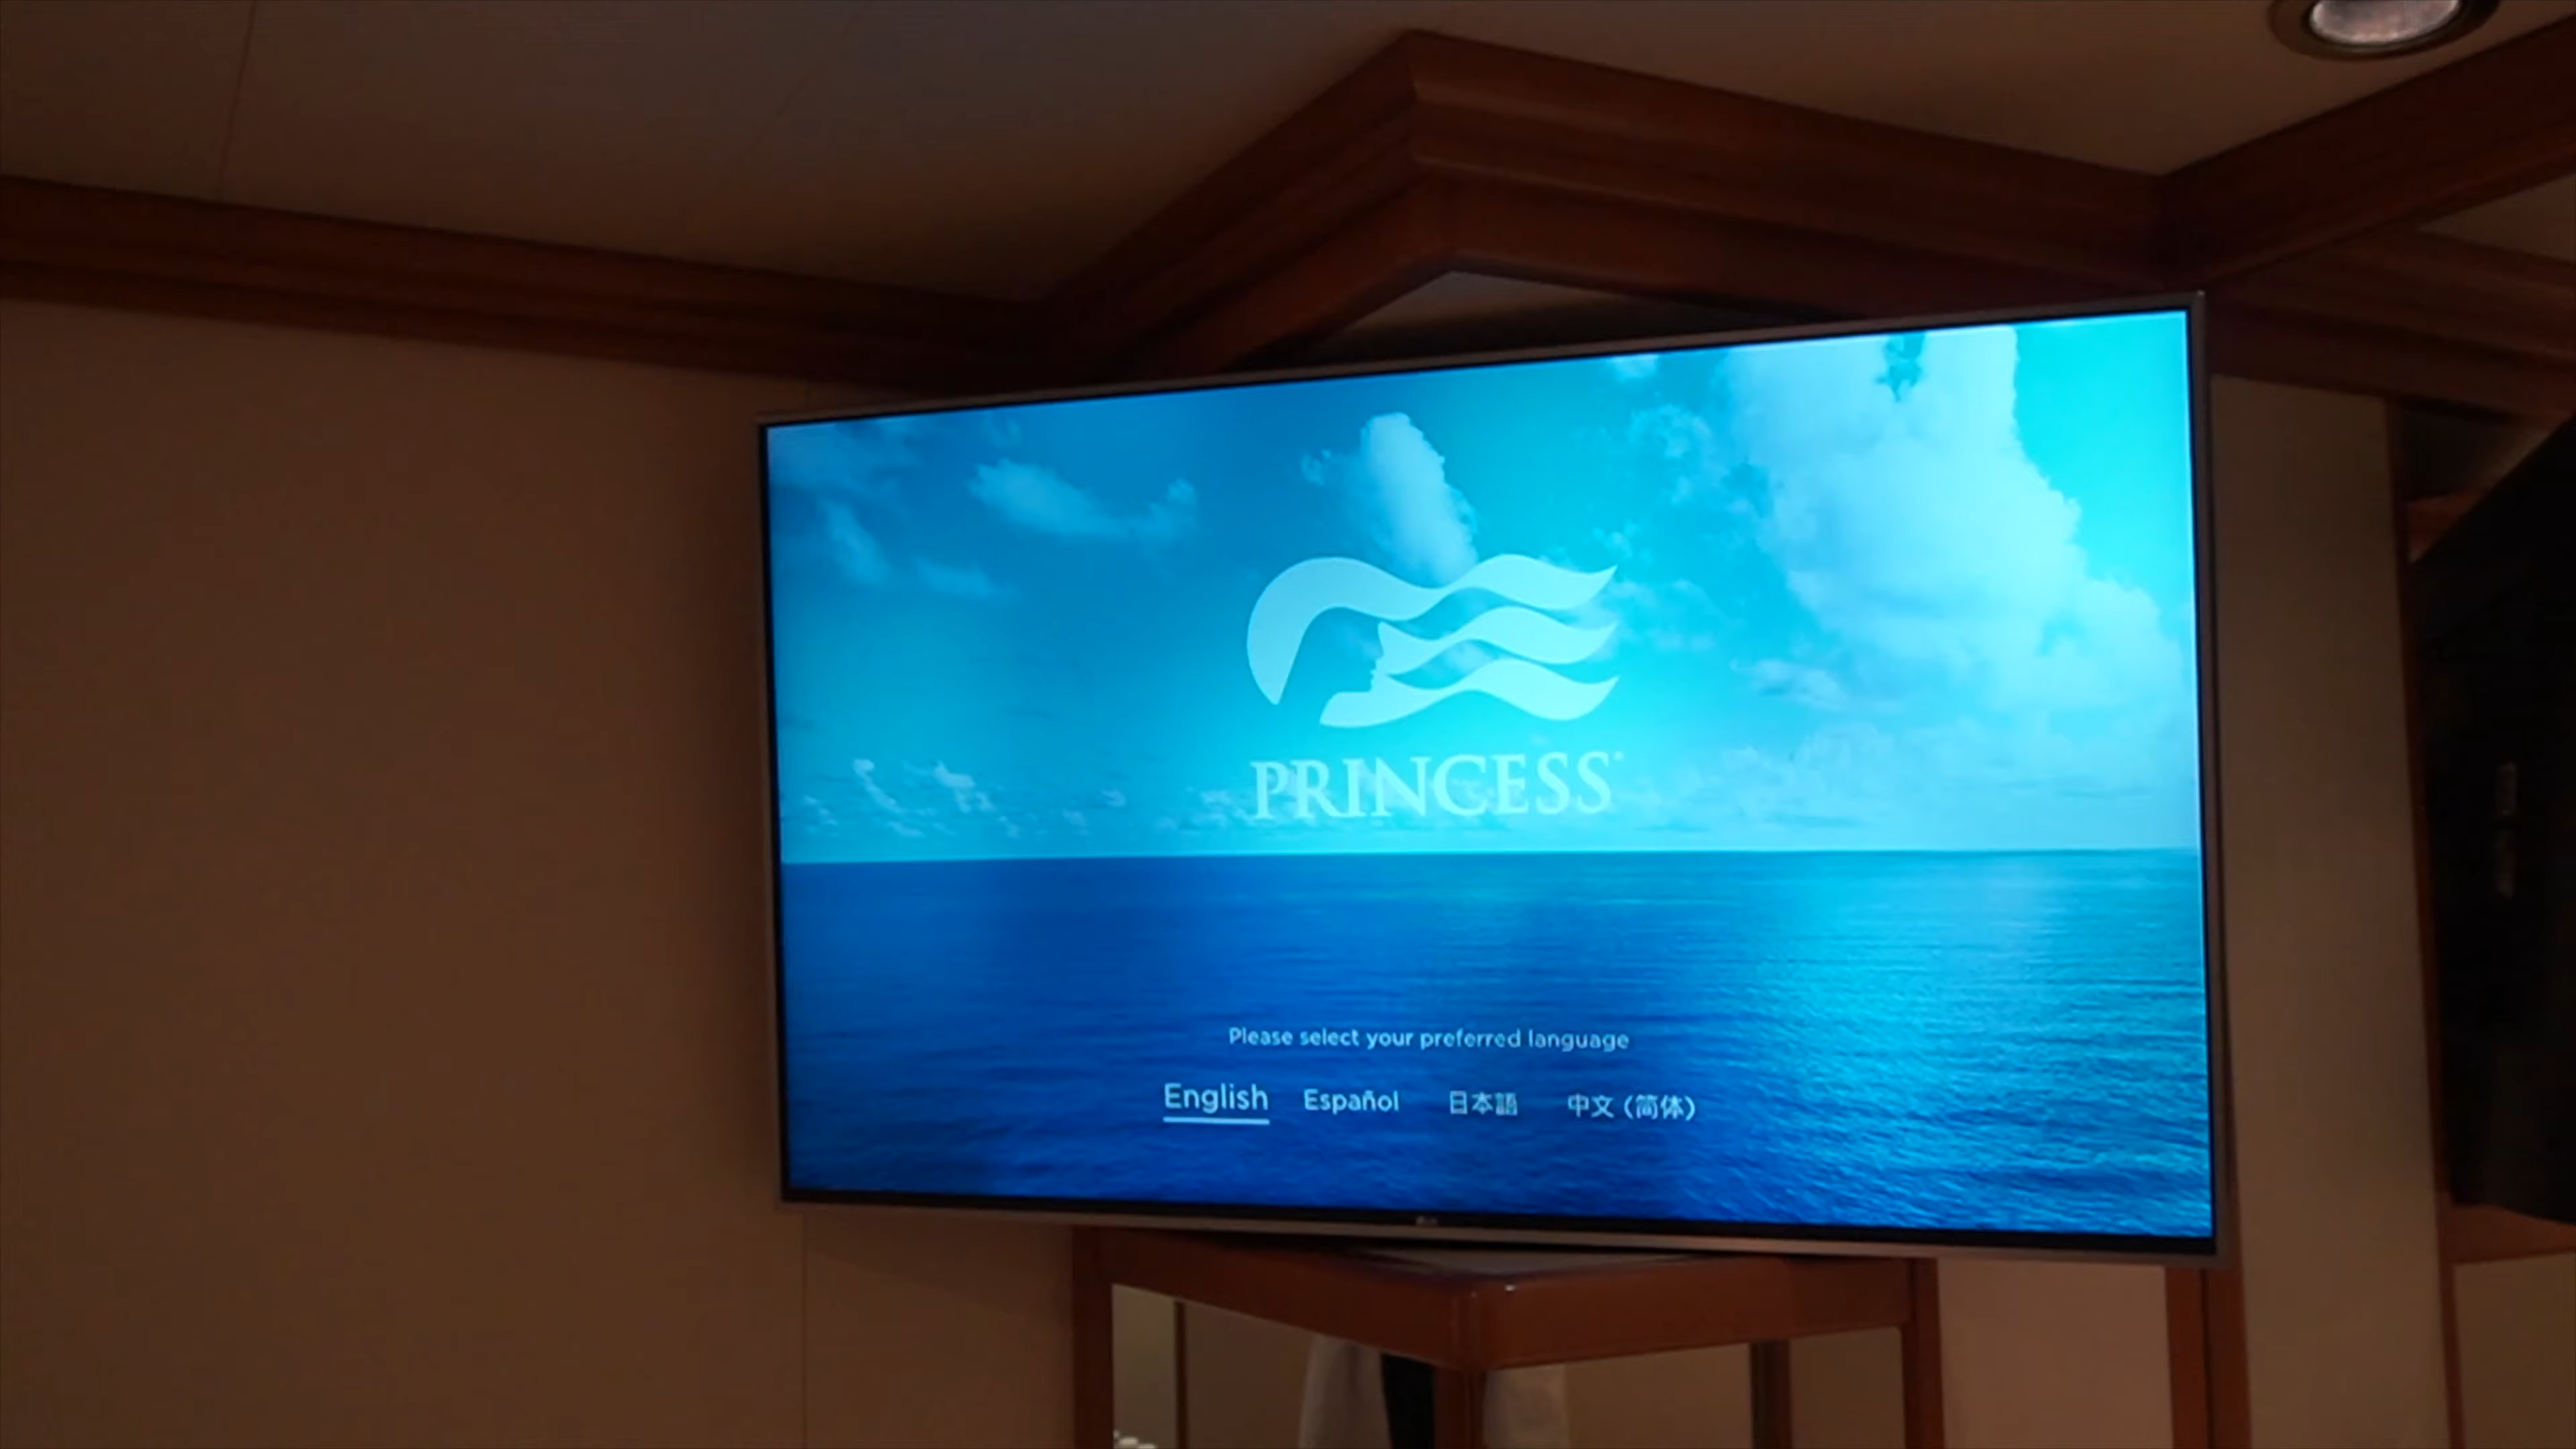 PRINCESS
Please select your preferred language
English Español 日本語 中文 (简体)